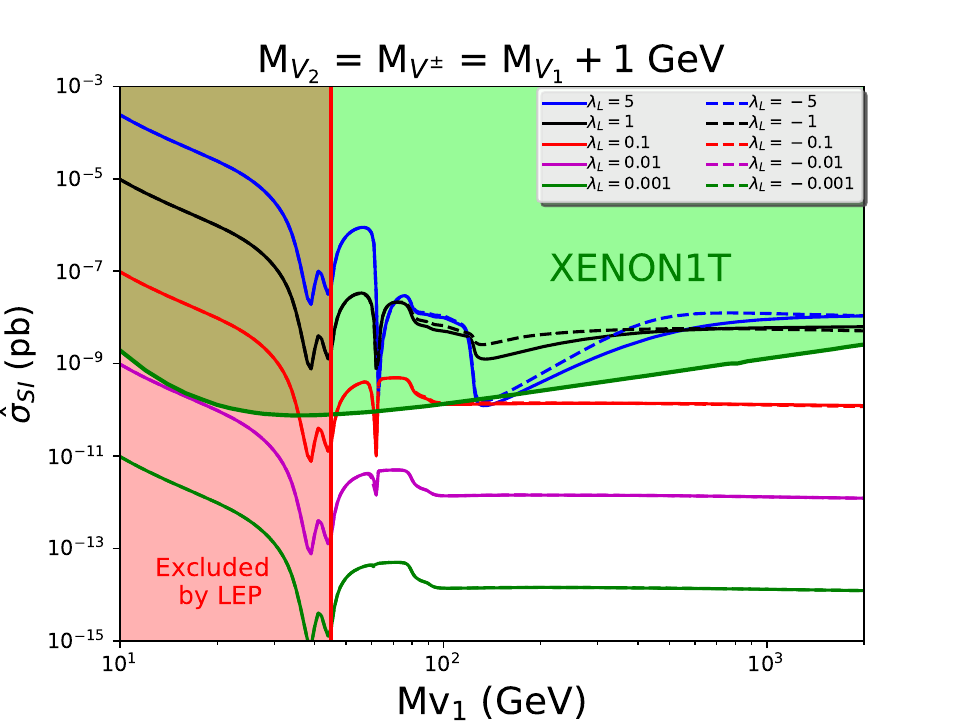 M_{V_2} = M_{V^±} = M_{V_1} + 1 GeV
λ_L = 5
λ_L = −5
λ_L = 1
λ_L = −1
λ_L = 0.1
λ_L = −0.1
λ_L = 0.01
λ_L = −0.01
λ_L = 0.001
λ_L = −0.001
XENON1T
Excluded
by LEP
σ̂_{SI} (pb)
10^{−3}
10^{−5}
10^{−7}
10^{−9}
10^{−11}
10^{−13}
10^{−15}
10^1
10^2
10^3
Mv_1 (GeV)